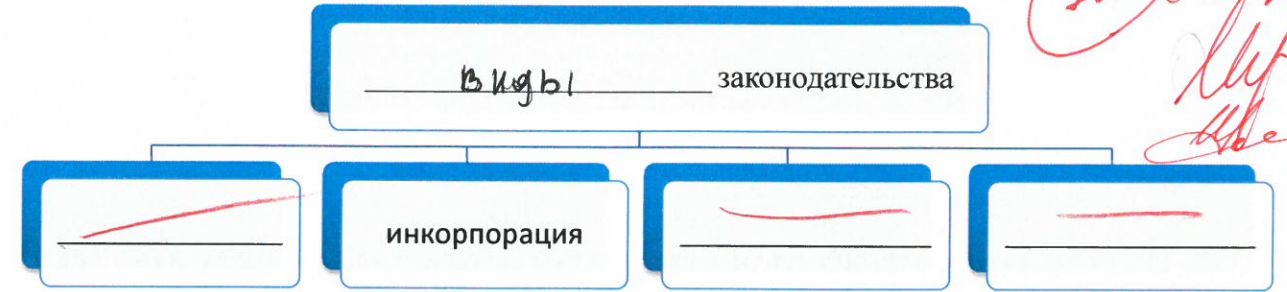 виды законодательства
инкорпорация